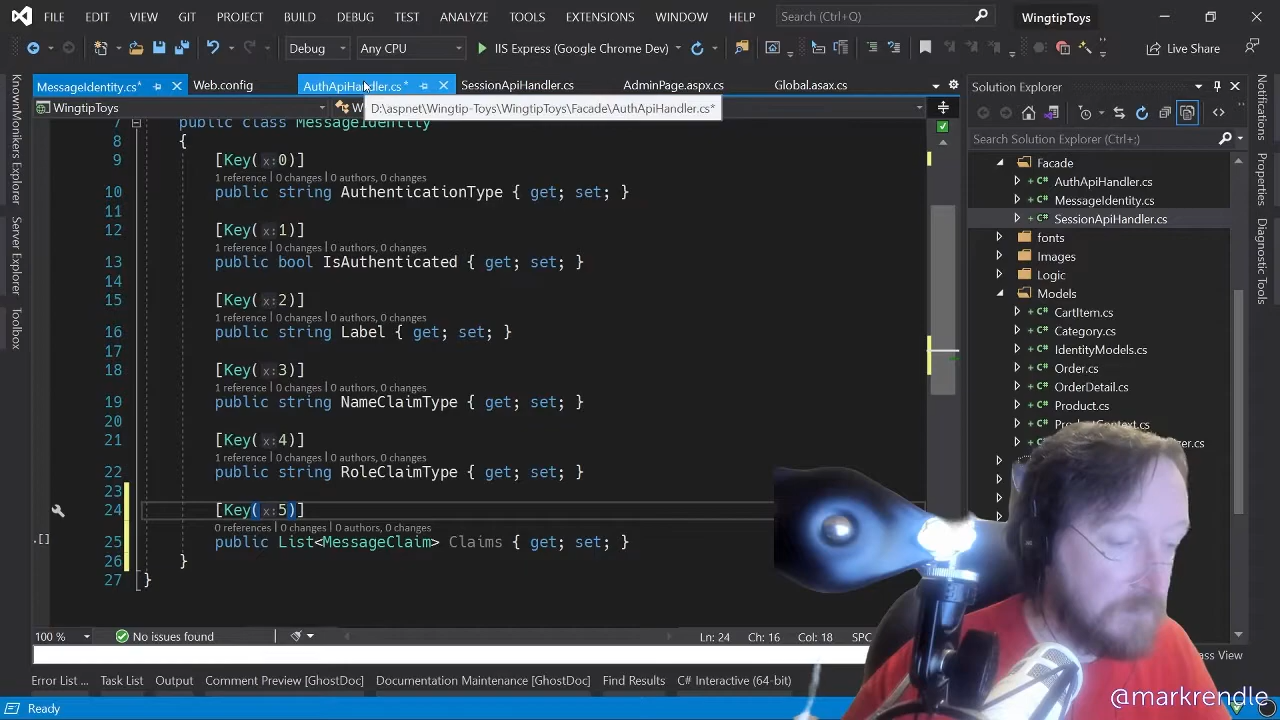 FILE EDIT VIEW GIT PROJECT BUILD DEBUG TEST ANALYZE TOOLS EXTENSIONS WINDOW HELP Search (Ctrl+Q) WingtipToys
Debug Any CPU IIS Express (Google Chrome Dev) Live Share
MessageIdentity.cs* Web.config AuthApiHandler.cs* SessionApiHandler.cs AdminPage.aspx.cs Global.asax.cs
WingtipToys
D:\aspnet\Wingtip-Toys\WingtipToys\Facade\AuthApiHandler.cs*
7 public class MessageIdentity
8 {
9 [Key(x:0)]
1 reference | 0 changes | 0 authors, 0 changes
10 public string AuthenticationType { get; set; }
11
12 [Key(x:1)]
1 reference | 0 changes | 0 authors, 0 changes
13 public bool IsAuthenticated { get; set; }
14
15 [Key(x:2)]
1 reference | 0 changes | 0 authors, 0 changes
16 public string Label { get; set; }
17
18 [Key(x:3)]
1 reference | 0 changes | 0 authors, 0 changes
19 public string NameClaimType { get; set; }
20
21 [Key(x:4)]
1 reference | 0 changes | 0 authors, 0 changes
22 public string RoleClaimType { get; set; }
23
24 [Key(x:5)]
0 references | 0 changes | 0 authors, 0 changes
25 public List<MessageClaim> Claims { get; set; }
26 }
27 }
100 % No issues found Ln: 24 Ch: 16 Col: 18 SPC
Error List ... Task List Output Comment Preview [GhostDoc] Documentation Maintenance [GhostDoc] Find Results C# Interactive (64-bit)
Ready
KnownMonikers Explorer
Server Explorer
Toolbox
Solution Explorer
Search Solution Explorer (Ctrl+;)
Facade
C# AuthApiHandler.cs
C# MessageIdentity.cs
C# SessionApiHandler.cs
fonts
Images
Logic
Models
C# CartItem.cs
C# Category.cs
C# IdentityModels.cs
C# Order.cs
C# OrderDetail.cs
C# Product.cs
Properties
Diagnostic Tools
@markrendle